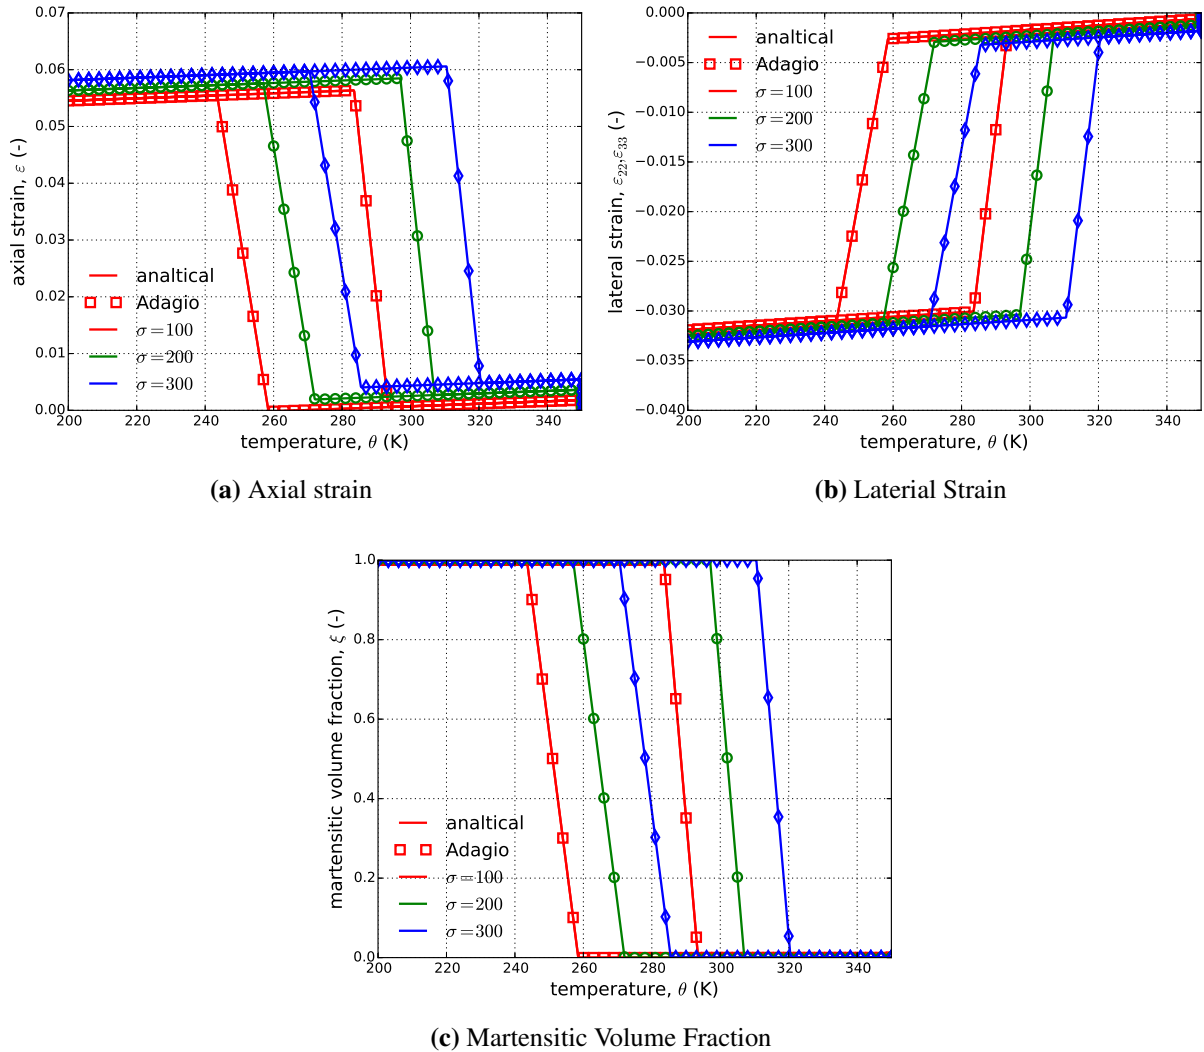 0.07
0.06
0.05
0.04
0.03
0.02
0.01
0.00
axial strain, ε (-)
analtical
Adagio
σ=100
σ=200
σ=300
200 220 240 260 280 300 320 340
temperature, θ (K)
(a) Axial strain
0.000
−0.005
−0.010
−0.015
−0.020
−0.025
−0.030
−0.035
−0.040
lateral strain, ε₂₂,ε₃₃ (-)
analtical
Adagio
σ=100
σ=200
σ=300
200 220 240 260 280 300 320 340
temperature, θ (K)
(b) Laterial Strain
1.0
0.8
0.6
0.4
0.2
0.0
martensitic volume fraction, ξ (-)
analtical
Adagio
σ=100
σ=200
σ=300
200 220 240 260 280 300 320 340
temperature, θ (K)
(c) Martensitic Volume Fraction